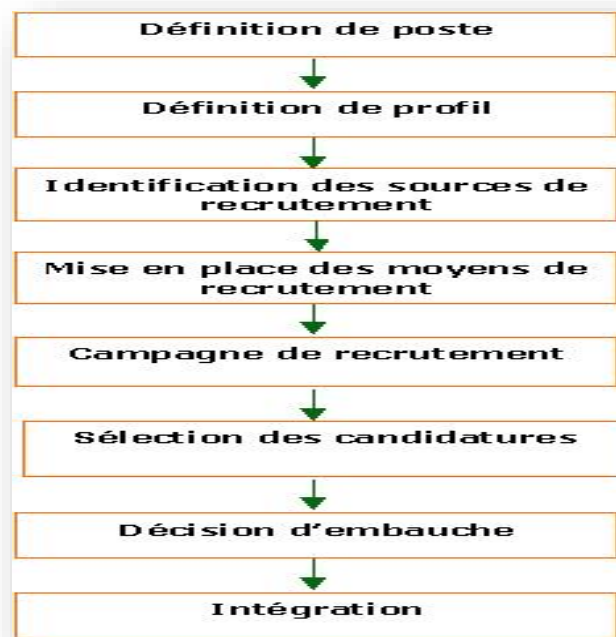 Définition de poste
Définition de profil
Identification des sources de
recrutement
Mise en place des moyens de
recrutement
Campagne de recrutement
Sélection des candidatures
Décision d'embauche
Intégration